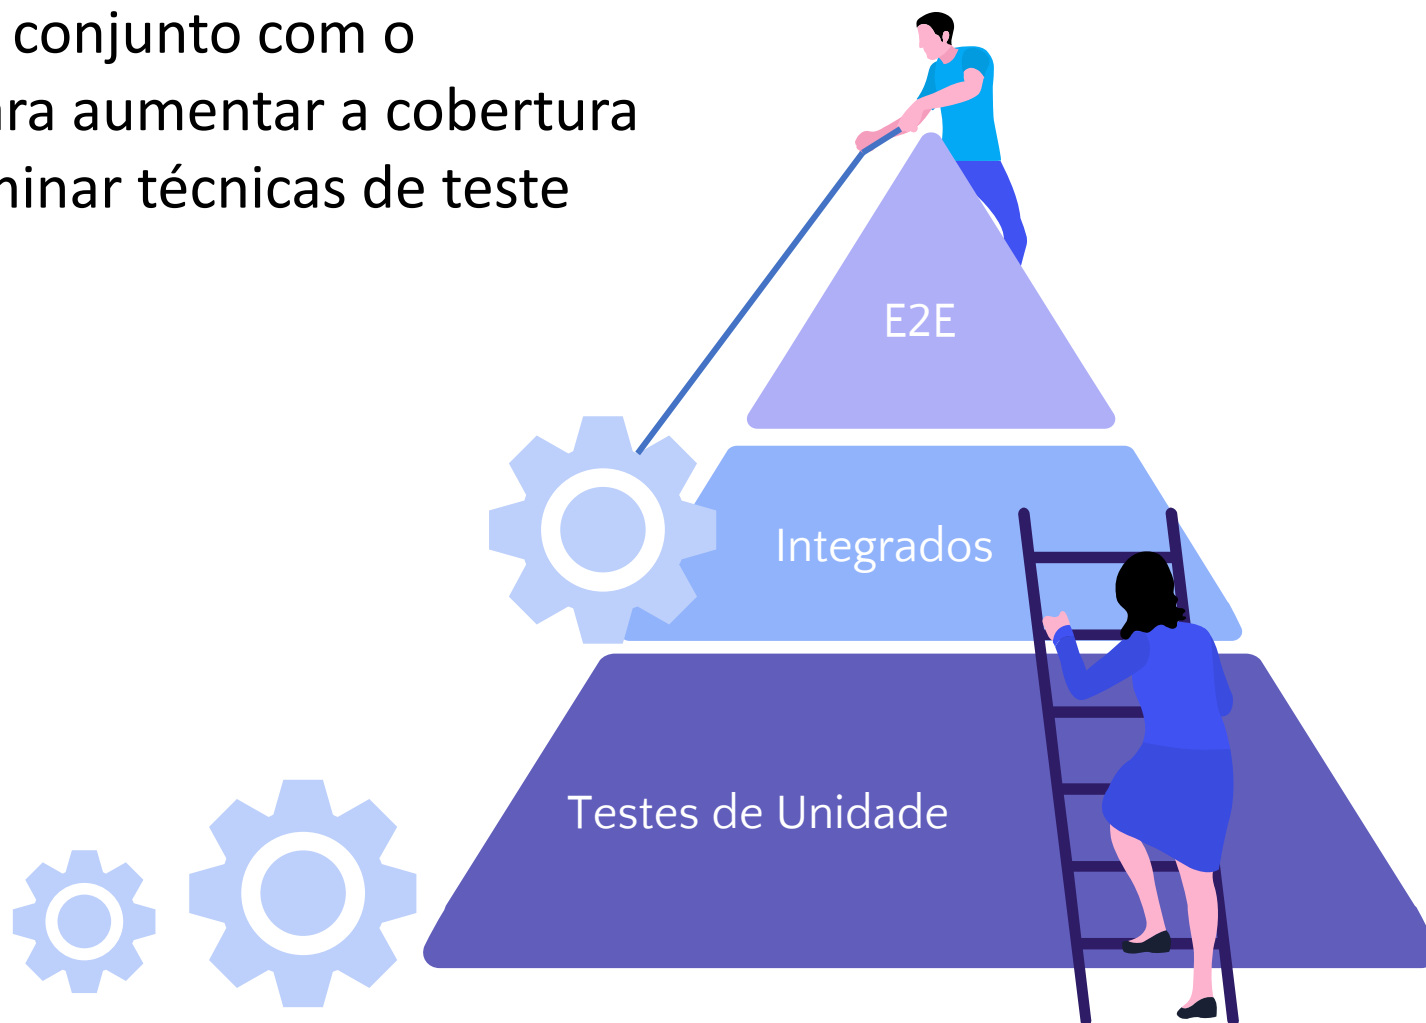 conjunto com o
ra aumentar a cobertura
ninar técnicas de teste
E2E
Integrados
Testes de Unidade